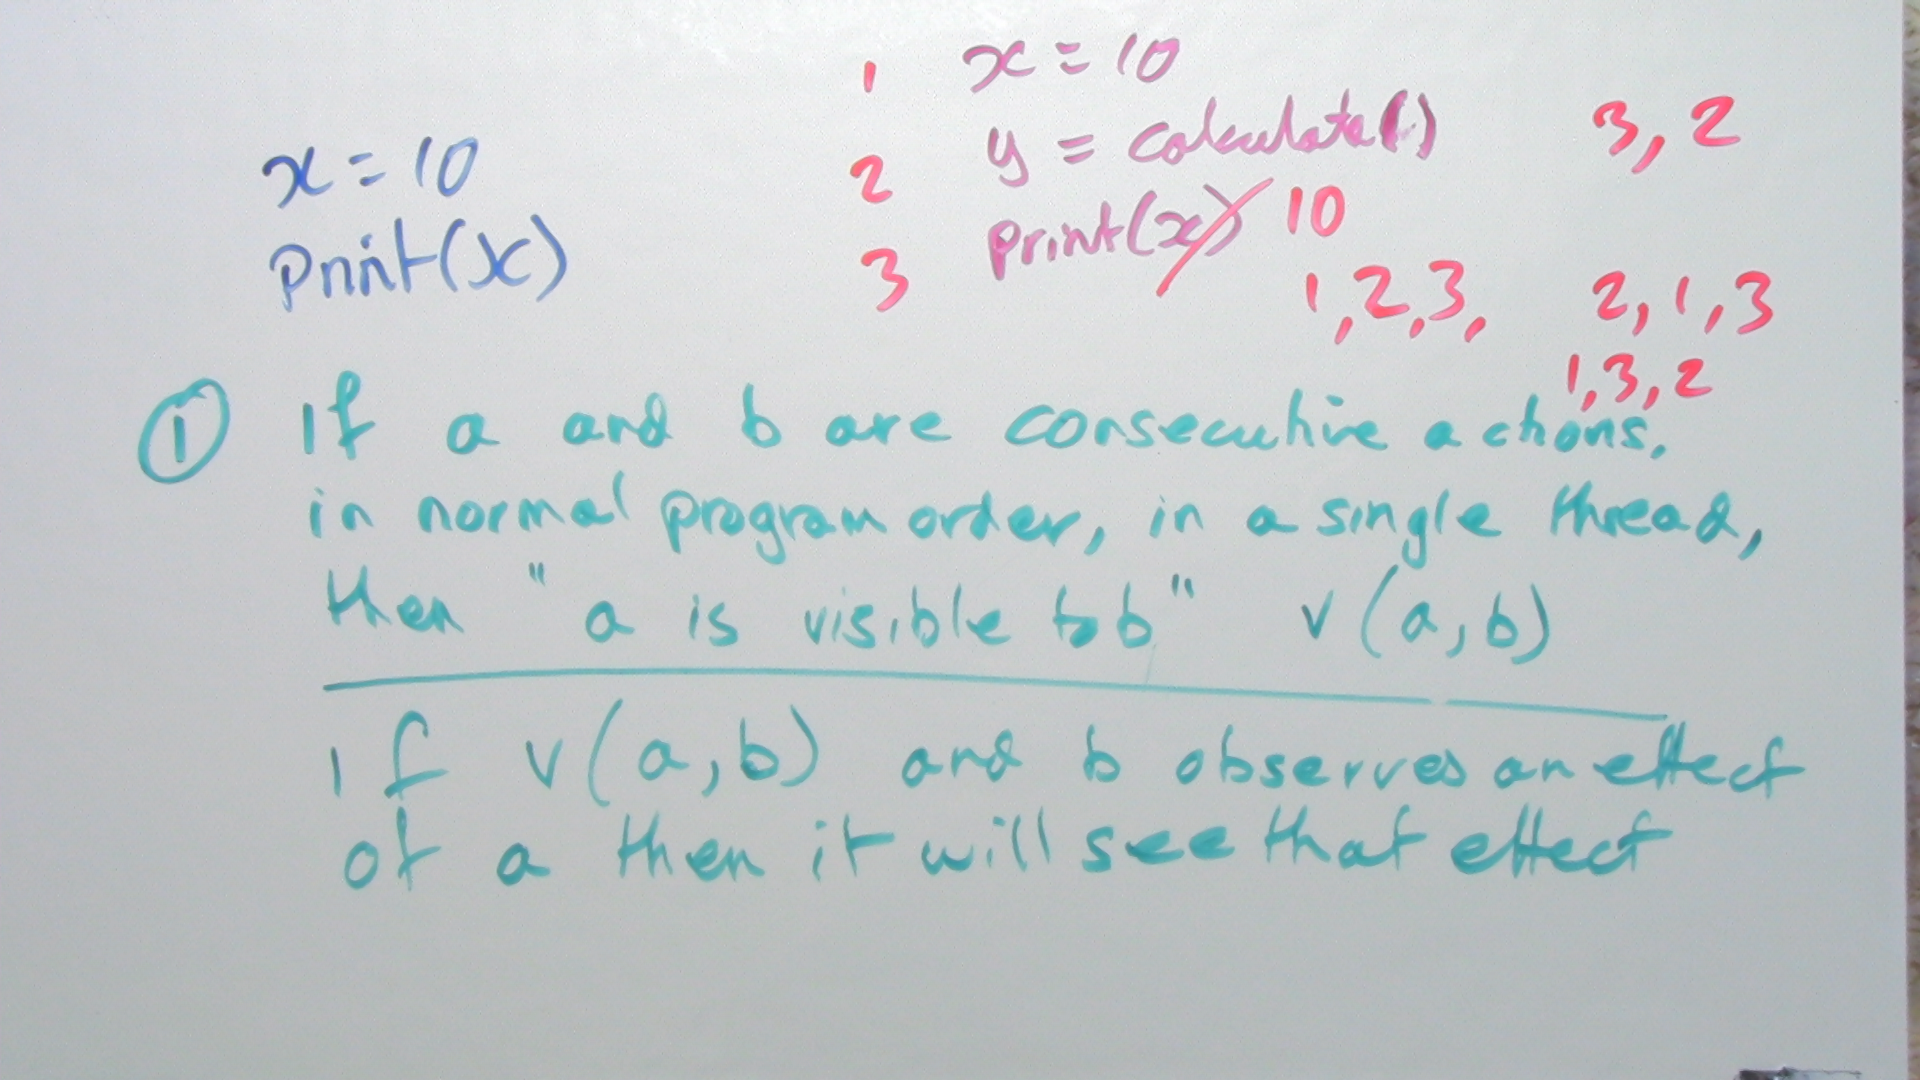 x = 10
print(x)
1 x = 10
2 y = calculate()
3 print(x) 10
3, 2
1,2,3, 2,1,3
1,3,2
① If a and b are consecutive actions,
in normal program order, in a single thread,
then "a is visible to b" v(a,b)
if v(a,b) and b observes an effect
of a then it will see that effect